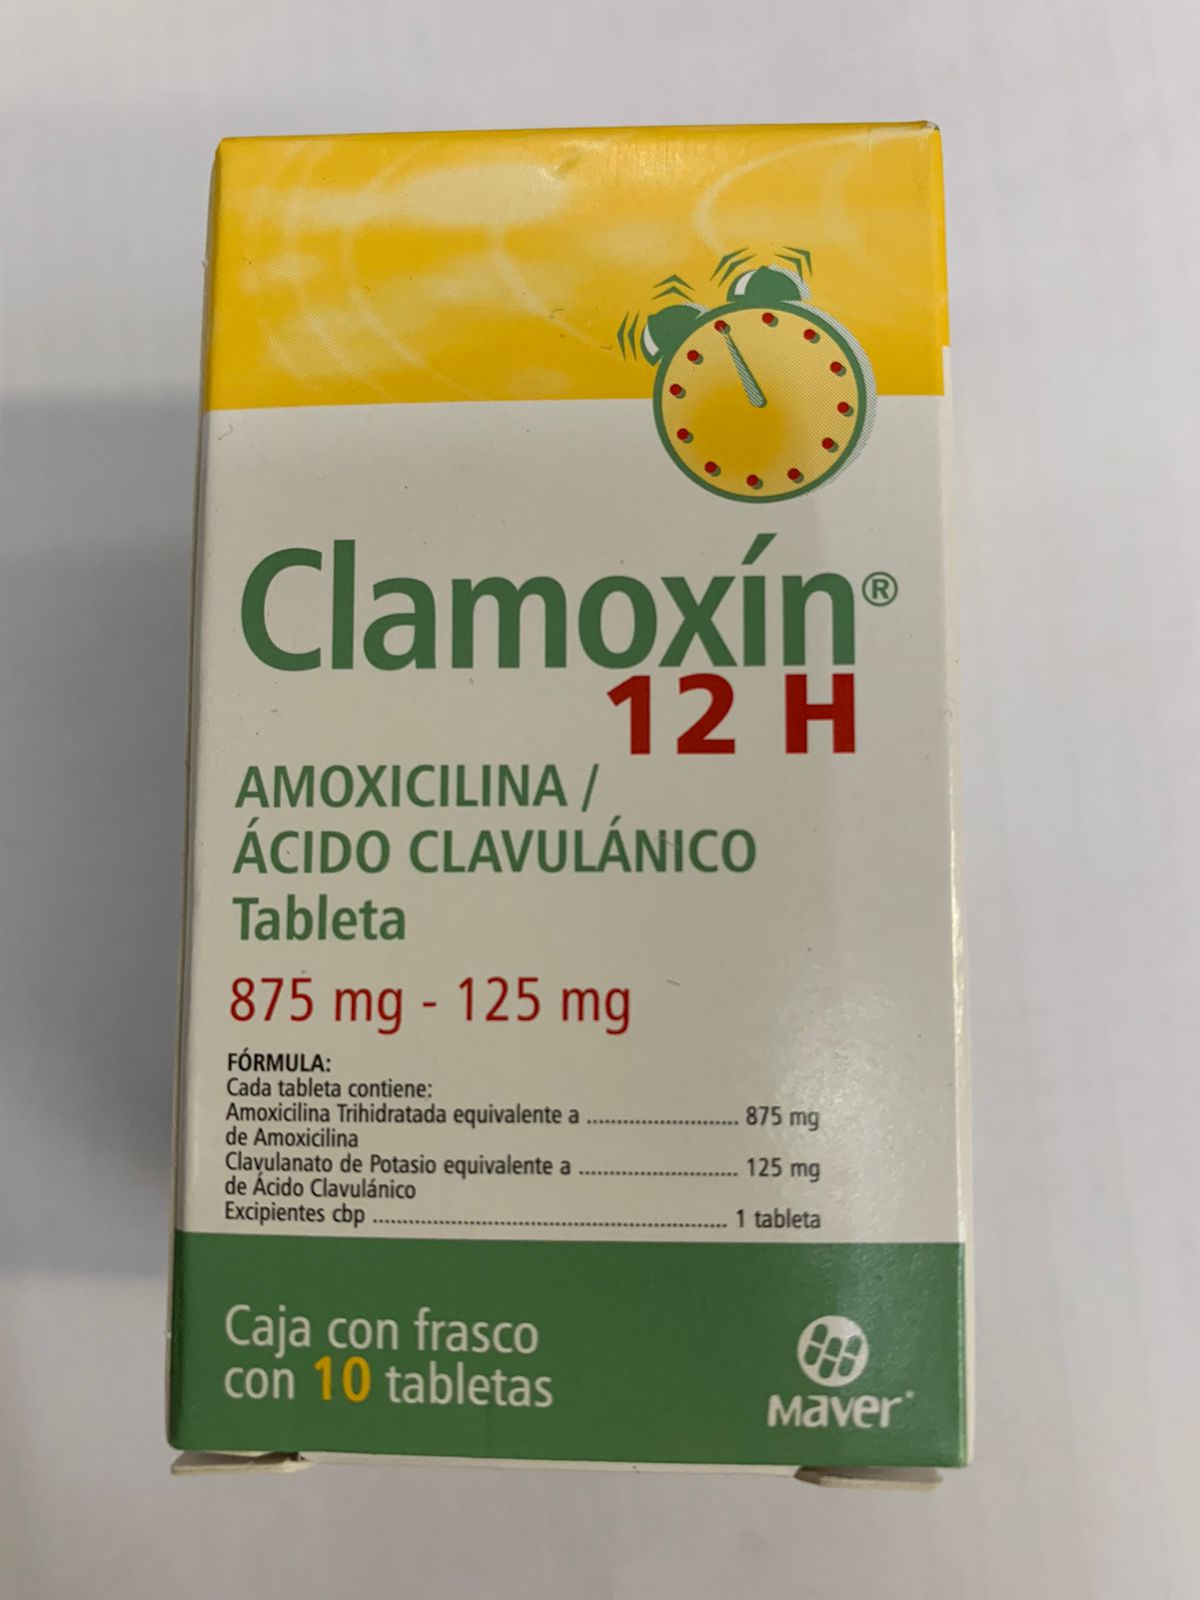 Clamoxín®
12 H
AMOXICILINA /
ÁCIDO CLAVULÁNICO
Tableta
875 mg - 125 mg
FÓRMULA:
Cada tableta contiene:
Amoxicilina Trihidratada equivalente a ......................... 875 mg
de Amoxicilina
Clavulanato de Potasio equivalente a .......................... 125 mg
de Ácido Clavulánico
Excipientes cbp .......................................................... 1 tableta
Caja con frasco
con 10 tabletas
Maver